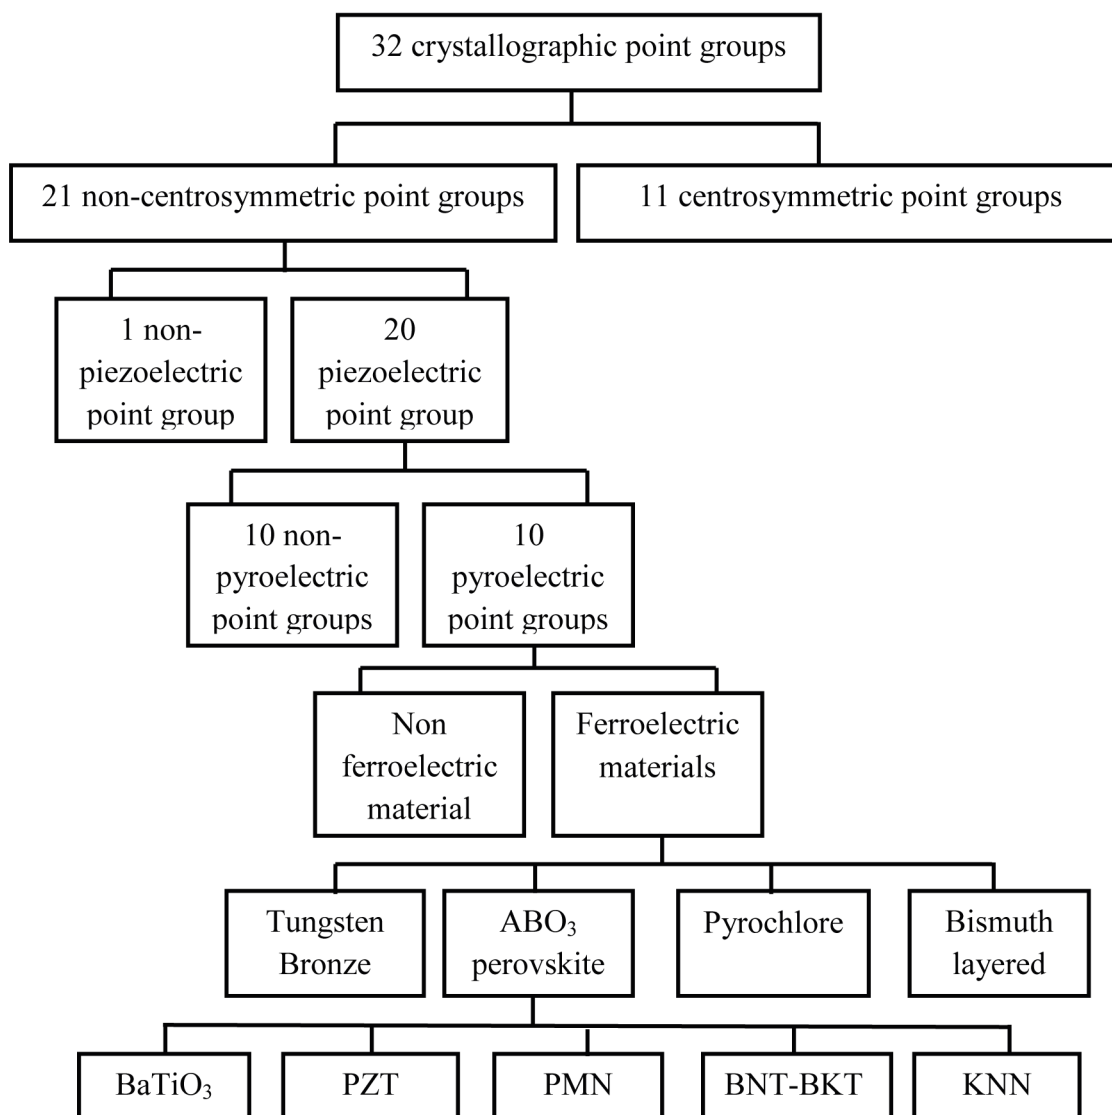 32 crystallographic point groups
21 non-centrosymmetric point groups
11 centrosymmetric point groups
1 non-
piezoelectric
point group
20
piezoelectric
point group
10 non-
pyroelectric
point groups
10
pyroelectric
point groups
Non
ferroelectric
material
Ferroelectric
materials
Tungsten
Bronze
ABO₃
perovskite
Pyrochlore
Bismuth
layered
BaTiO₃
PZT
PMN
BNT-BKT
KNN